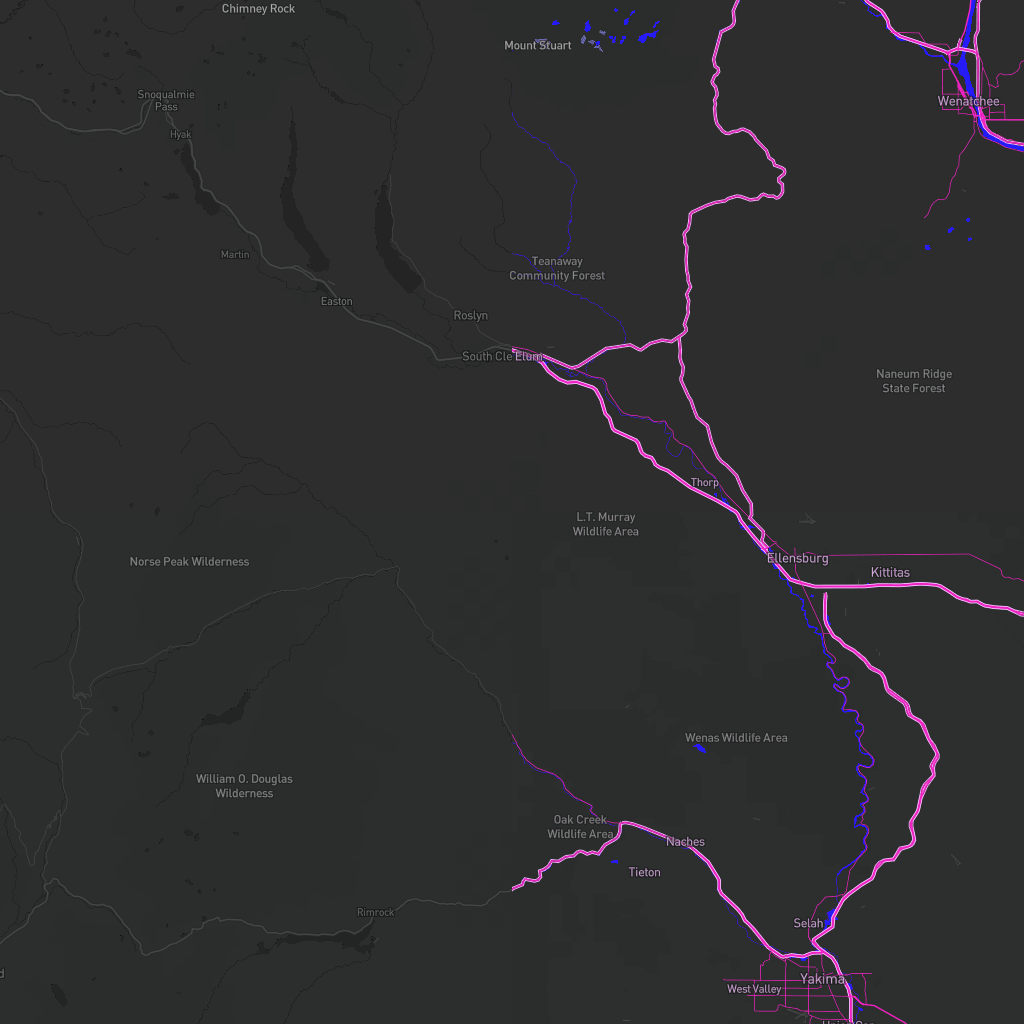 Chimney Rock
Mount Stuart
Snoqualmie
Pass
Wenatchee
Hyak
Martin
Teanaway
Community Forest
Easton
Roslyn
South Cle Elum
Naneum Ridge
State Forest
Thorp
L.T. Murray
Wildlife Area
Norse Peak Wilderness
Ellensburg
Kittitas
Wenas Wildlife Area
William O. Douglas
Wilderness
Oak Creek
Wildlife Area
Naches
Tieton
Rimrock
Selah
Yakima
West Valley